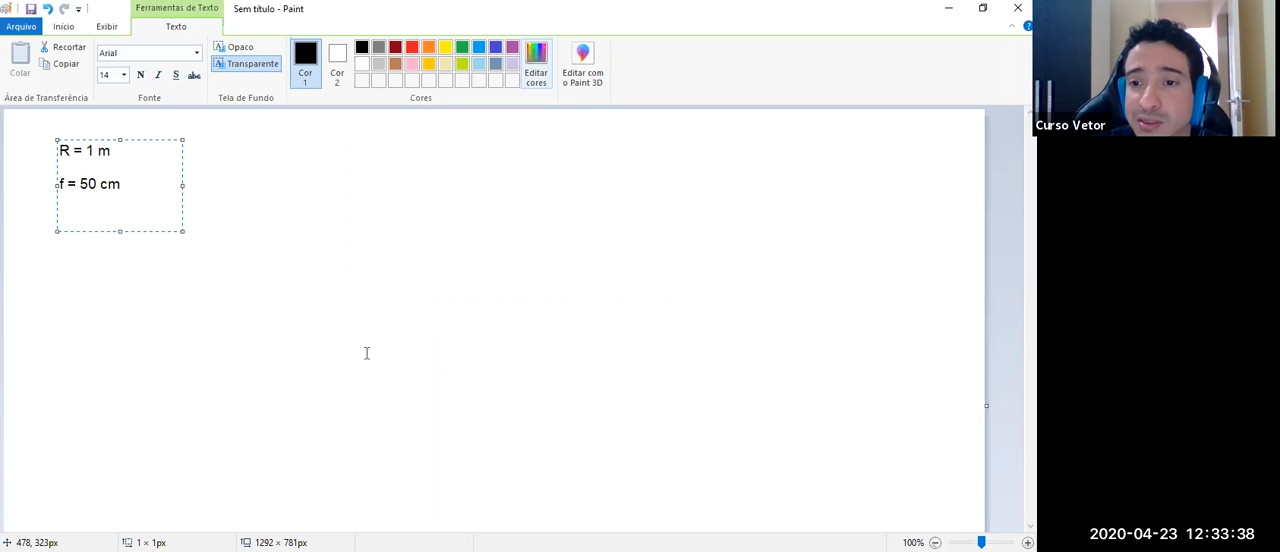 Ferramentas de Texto
Sem título - Paint
Arquivo
Início
Exibir
Texto
Colar
Recortar
Copiar
Área de Transferência
Arial
14
N
I
S
abc
Fonte
Opaco
Transparente
Tela de Fundo
Cor
1
Cor
2
Editar
cores
Cores
Editar com
o Paint 3D
R = 1 m
f = 50 cm
Curso Vetor
478, 323px
1 × 1px
1292 × 781px
100%
2020-04-23 12:33:38